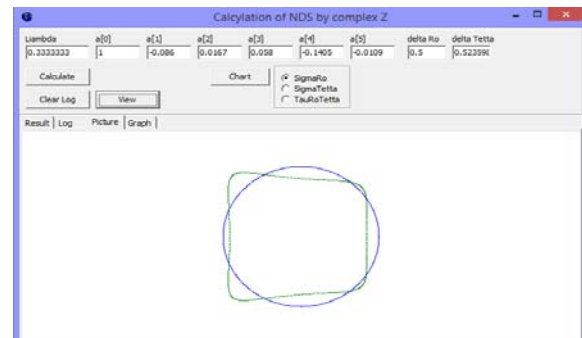 Calcylation of NDS by complex Z
Liambda a[0] a[1] a[2] a[3] a[4] a[5] delta Ro delta Tetta
0.3333333 1 -0.086 0.0167 0.058 -0.1405 -0.0109 0.5 0.523598
Calculate Chart SigmaRo
SigmaTetta
Clear Log View TauRoTetta
Result Log Picture Graph